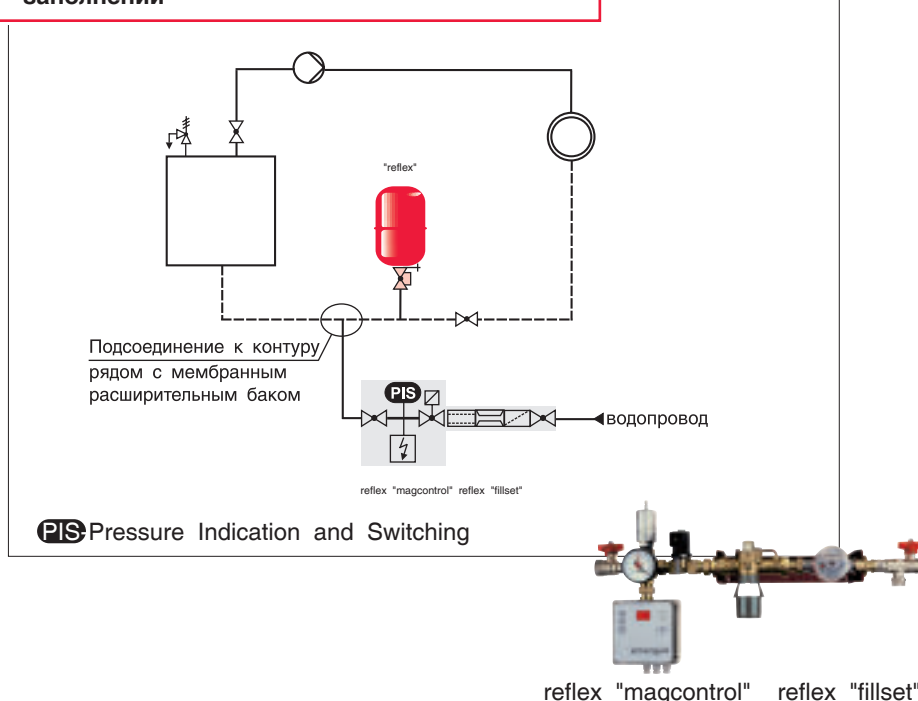 заполнении
"reflex"
Подсоединение к контуру
рядом с мембранным
расширительным баком
PIS
водопровод
reflex "magcontrol" reflex "fillset"
PIS-Pressure Indication and Switching
reflex "magcontrol" reflex "fillset"